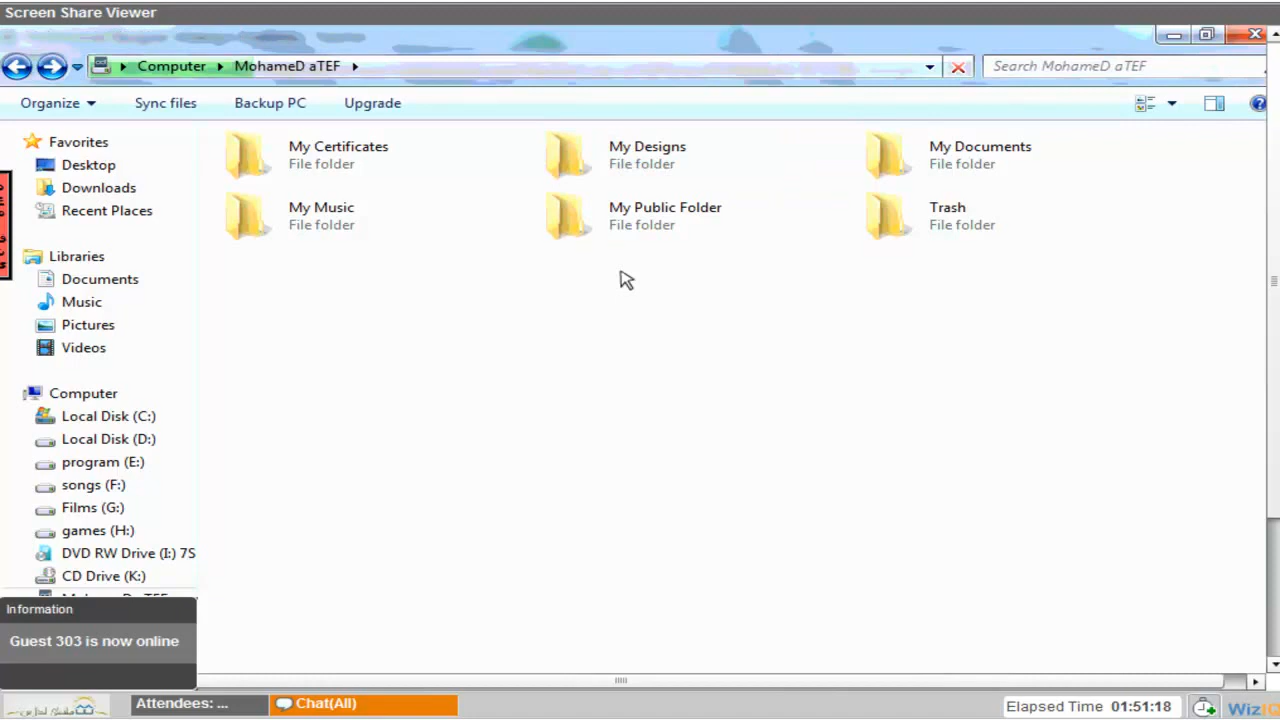 Screen Share Viewer
Computer MohameD aTEF
Search MohameD aTEF
Organize Sync files Backup PC Upgrade
Favorites
Desktop
Downloads
Recent Places
Libraries
Documents
Music
Pictures
Videos
Computer
Local Disk (C:)
Local Disk (D:)
program (E:)
songs (F:)
Films (G:)
games (H:)
DVD RW Drive (I:) 7S
CD Drive (K:)
My Certificates
File folder
My Designs
File folder
My Documents
File folder
My Music
File folder
My Public Folder
File folder
Trash
File folder
Information
Guest 303 is now online
Attendees: ...
Chat(All)
Elapsed Time 01:51:18
WizIQ